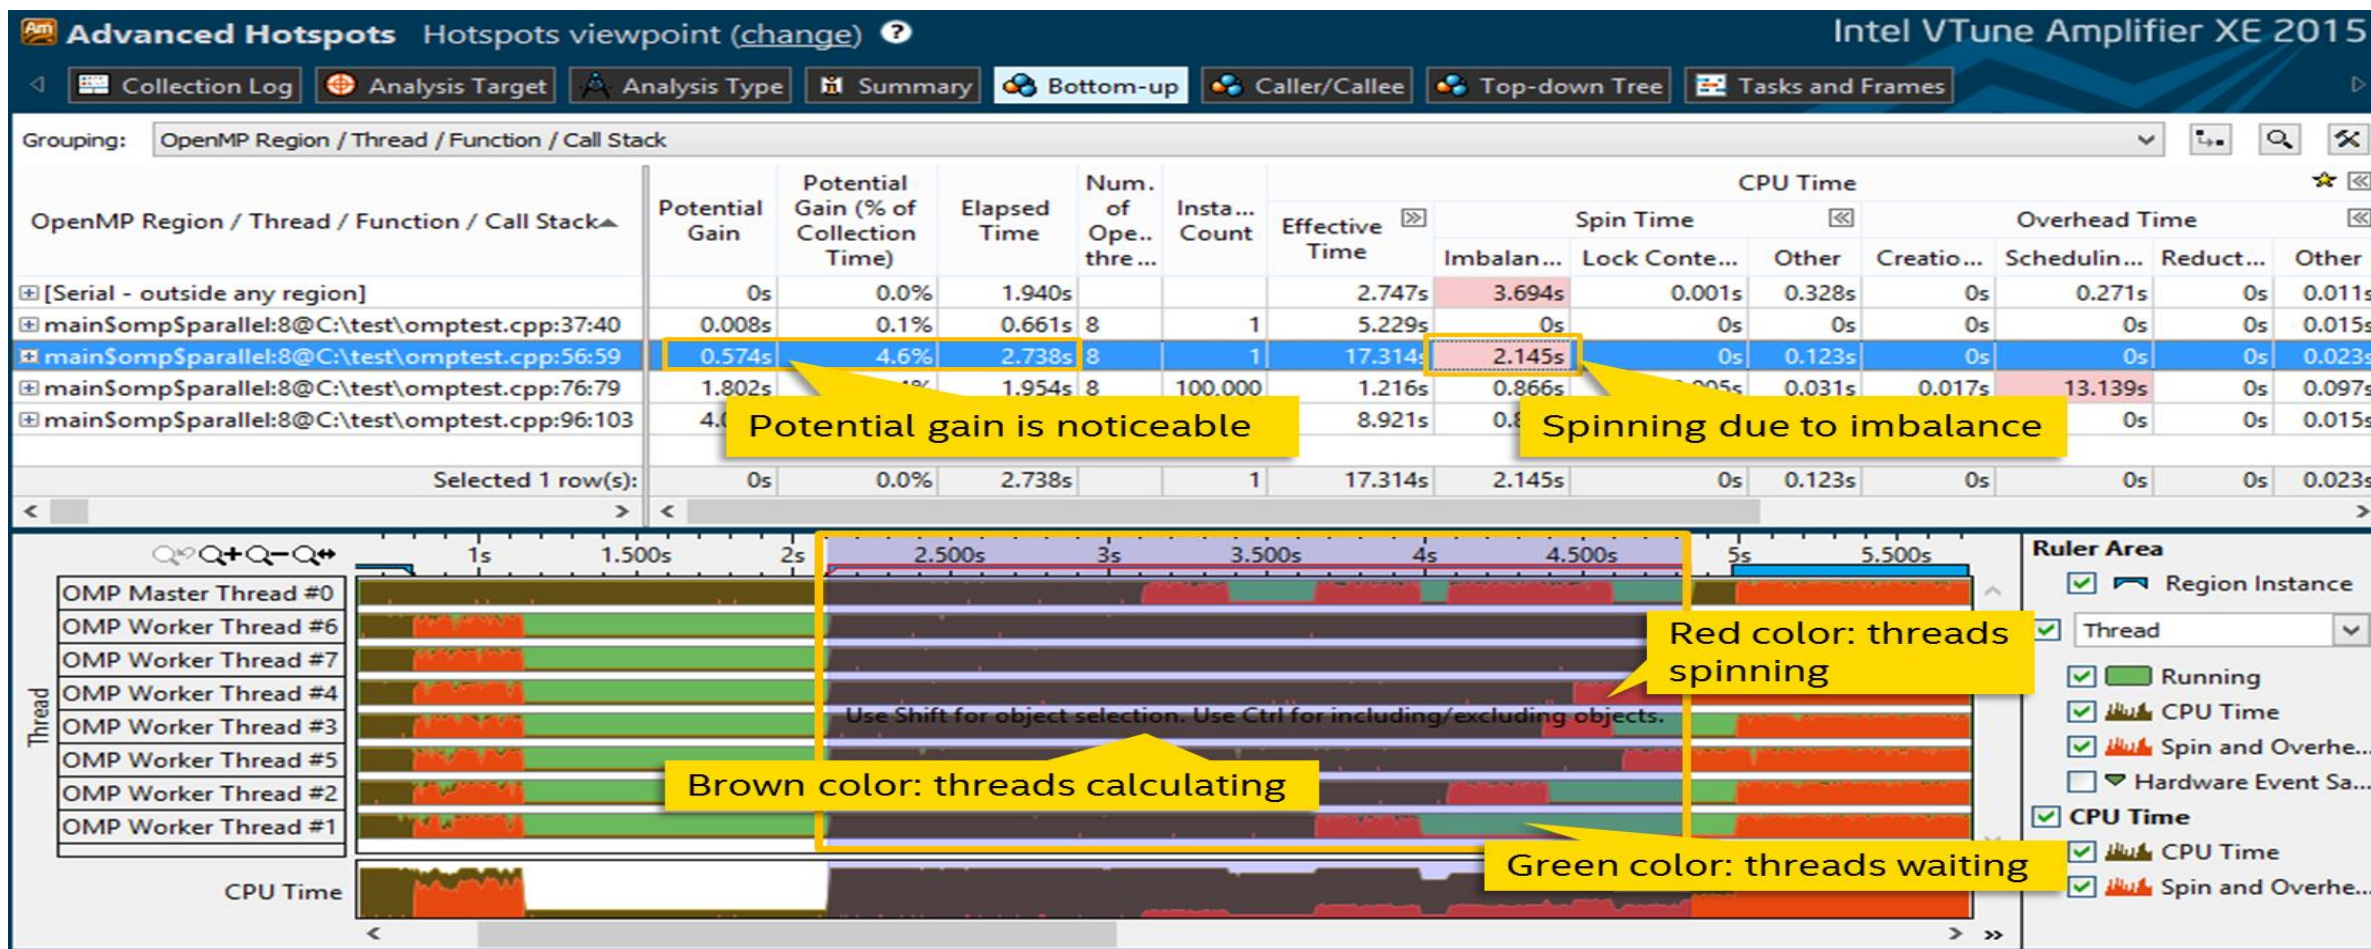 Advanced Hotspots Hotspots viewpoint (change) ?
Intel VTune Amplifier XE 2015
Collection Log Analysis Target Analysis Type Summary Bottom-up Caller/Callee Top-down Tree Tasks and Frames
Grouping: OpenMP Region / Thread / Function / Call Stack
OpenMP Region / Thread / Function / Call Stack
Potential Gain
Potential Gain (% of Collection Time)
Elapsed Time
Num. of Ope.. thre...
Insta... Count
CPU Time
Effective Time
Spin Time
Overhead Time
Imbalan... Lock Conte... Other Creatio... Schedulin... Reduct... Other
[Serial - outside any region] 0s 0.0% 1.940s 2.747s 3.694s 0.001s 0.328s 0s 0.271s 0s 0.011s
main$omp$parallel:8@C:\test\omptest.cpp:37:40 0.008s 0.1% 0.661s 8 1 5.229s 0s 0s 0s 0s 0s 0s 0.015s
main$omp$parallel:8@C:\test\omptest.cpp:56:59 0.574s 4.6% 2.738s 8 1 17.314s 2.145s 0s 0.123s 0s 0s 0s 0.023s
main$omp$parallel:8@C:\test\omptest.cpp:76:79 1.802s 1.954s 8 100,000 1.216s 0.866s 0.031s 0.017s 13.139s 0s 0.097s
main$omp$parallel:8@C:\test\omptest.cpp:96:103 8.921s 0s 0s 0.015s
Potential gain is noticeable
Spinning due to imbalance
Selected 1 row(s): 0s 0.0% 2.738s 1 17.314s 2.145s 0s 0.123s 0s 0s 0s 0.023s
1s 1.500s 2s 2.500s 3s 3.500s 4s 4.500s 5s 5.500s
Thread
OMP Master Thread #0
OMP Worker Thread #6
OMP Worker Thread #7
OMP Worker Thread #4
OMP Worker Thread #3
OMP Worker Thread #5
OMP Worker Thread #2
OMP Worker Thread #1
CPU Time
Use Shift for object selection. Use Ctrl for including/excluding objects.
Red color: threads
spinning
Brown color: threads calculating
Green color: threads waiting
Ruler Area
Region Instance
Thread
Running
CPU Time
Spin and Overhe...
Hardware Event Sa...
CPU Time
CPU Time
Spin and Overhe...